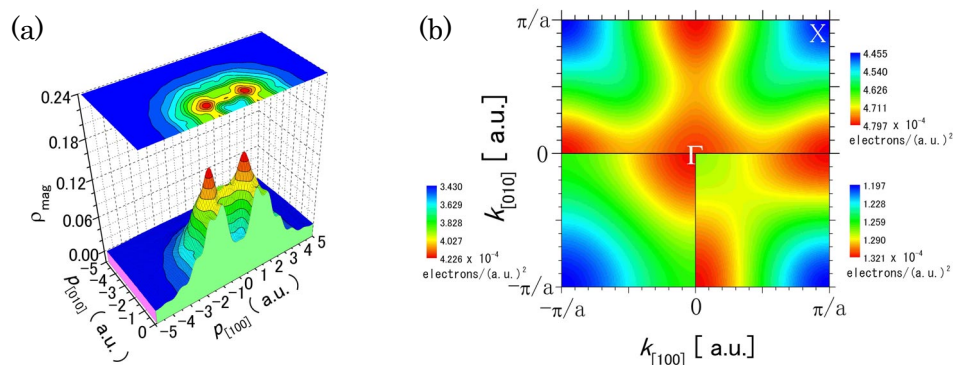 (a)
0.24
0.18
0.12
0.06
0.00
ρmag
-5
-4
-3
-2
-1
0
p[010] ( a.u.)
-5 -4 -3 -2 -1 0 1 2 3 4 5
p[100] ( a.u.)
3.430
3.629
3.828
4.027
4.226 x 10⁻⁴
electrons/(a.u.)²
(b)
π/a
0
-π/a
k[010] [ a.u.]
X
Γ
-π/a 0 π/a
k[100] [ a.u.]
4.455
4.540
4.626
4.711
4.797 x 10⁻⁴
electrons/(a.u.)²
1.197
1.228
1.259
1.290
1.321 x 10⁻⁴
electrons/(a.u.)²